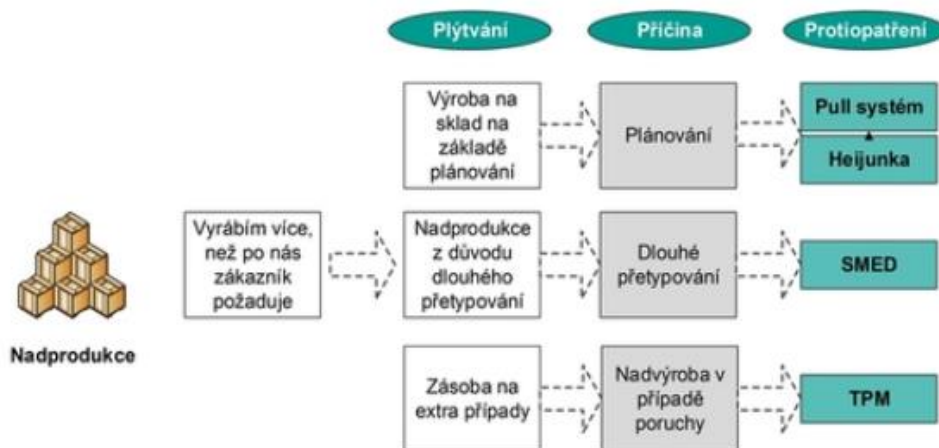 Plýtvání
Příčina
Protiopatření
Výroba na
sklad na
základě
plánování
Plánování
Pull systém
Heijunka
Vyrábím více,
než po nás
zákazník
požaduje
Nadprodukce
z důvodu
dlouhého
přetypování
Dlouhé
přetypování
SMED
Nadprodukce
Zásoba na
extra případy
Nadvýroba v
případě
poruchy
TPM